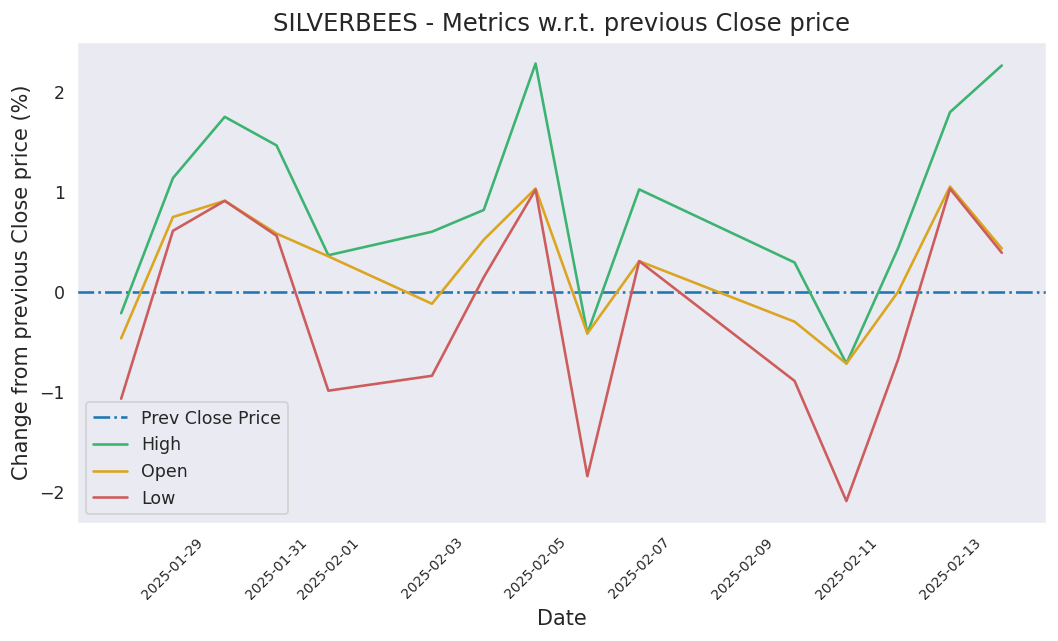 SILVERBEES - Metrics w.r.t. previous Close price
Change from previous Close price (%)
2
1
0
−1
−2
Prev Close Price
High
Open
Low
2025-01-29
2025-01-31
2025-02-01
2025-02-03
2025-02-05
2025-02-07
2025-02-09
2025-02-11
2025-02-13
Date